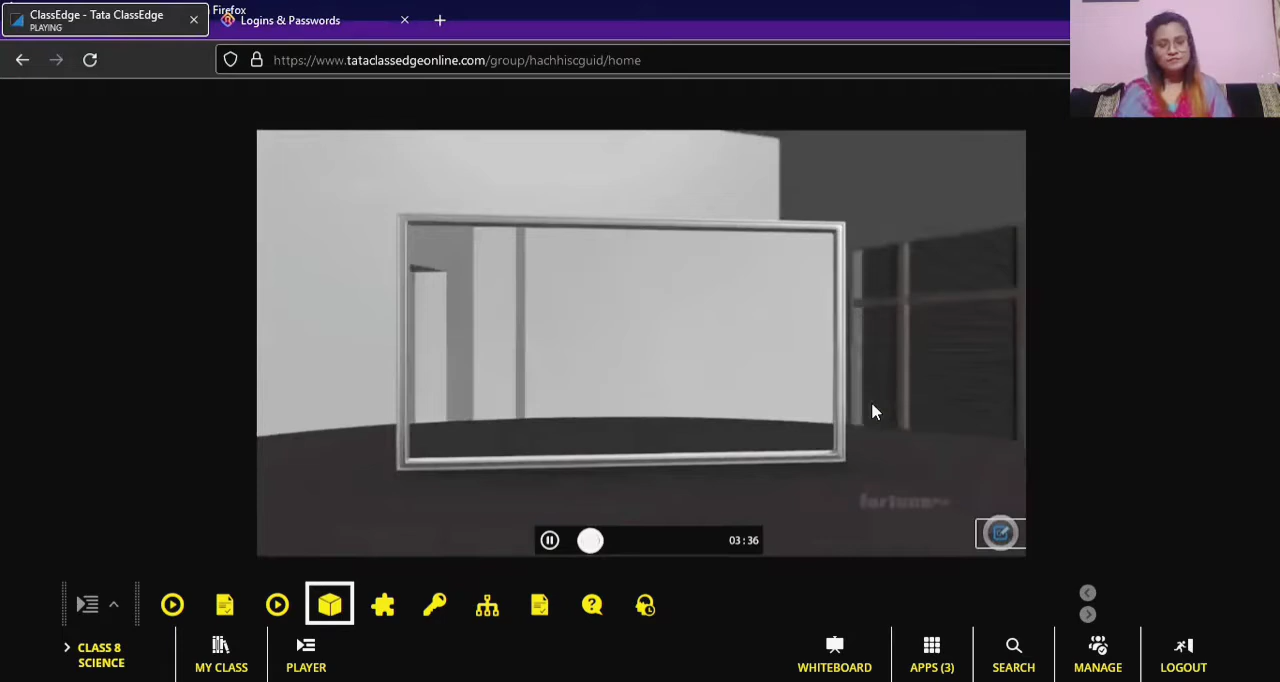 Firefox
ClassEdge - Tata ClassEdge
PLAYING
Logins & Passwords
https://www.tataclassedgeonline.com/group/hachhiscguid/home
03:36
CLASS 8
SCIENCE
MY CLASS
PLAYER
WHITEBOARD
APPS (3)
SEARCH
MANAGE
LOGOUT